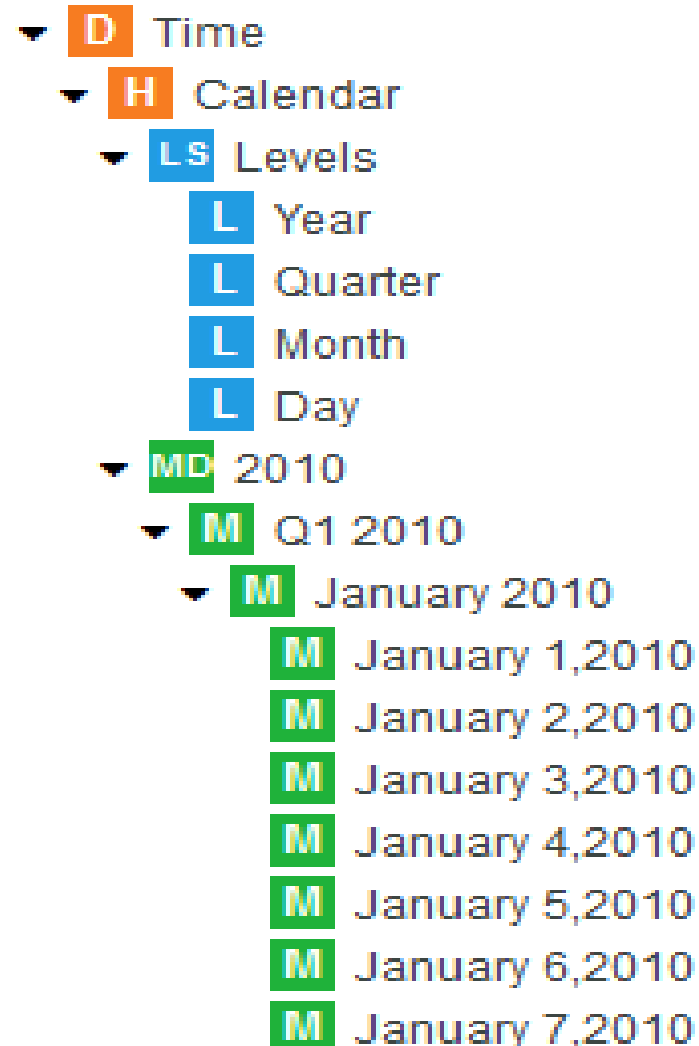 D Time
H Calendar
LS Levels
L Year
L Quarter
L Month
L Day
MD 2010
M Q1 2010
M January 2010
M January 1,2010
M January 2,2010
M January 3,2010
M January 4,2010
M January 5,2010
M January 6,2010
M January 7,2010